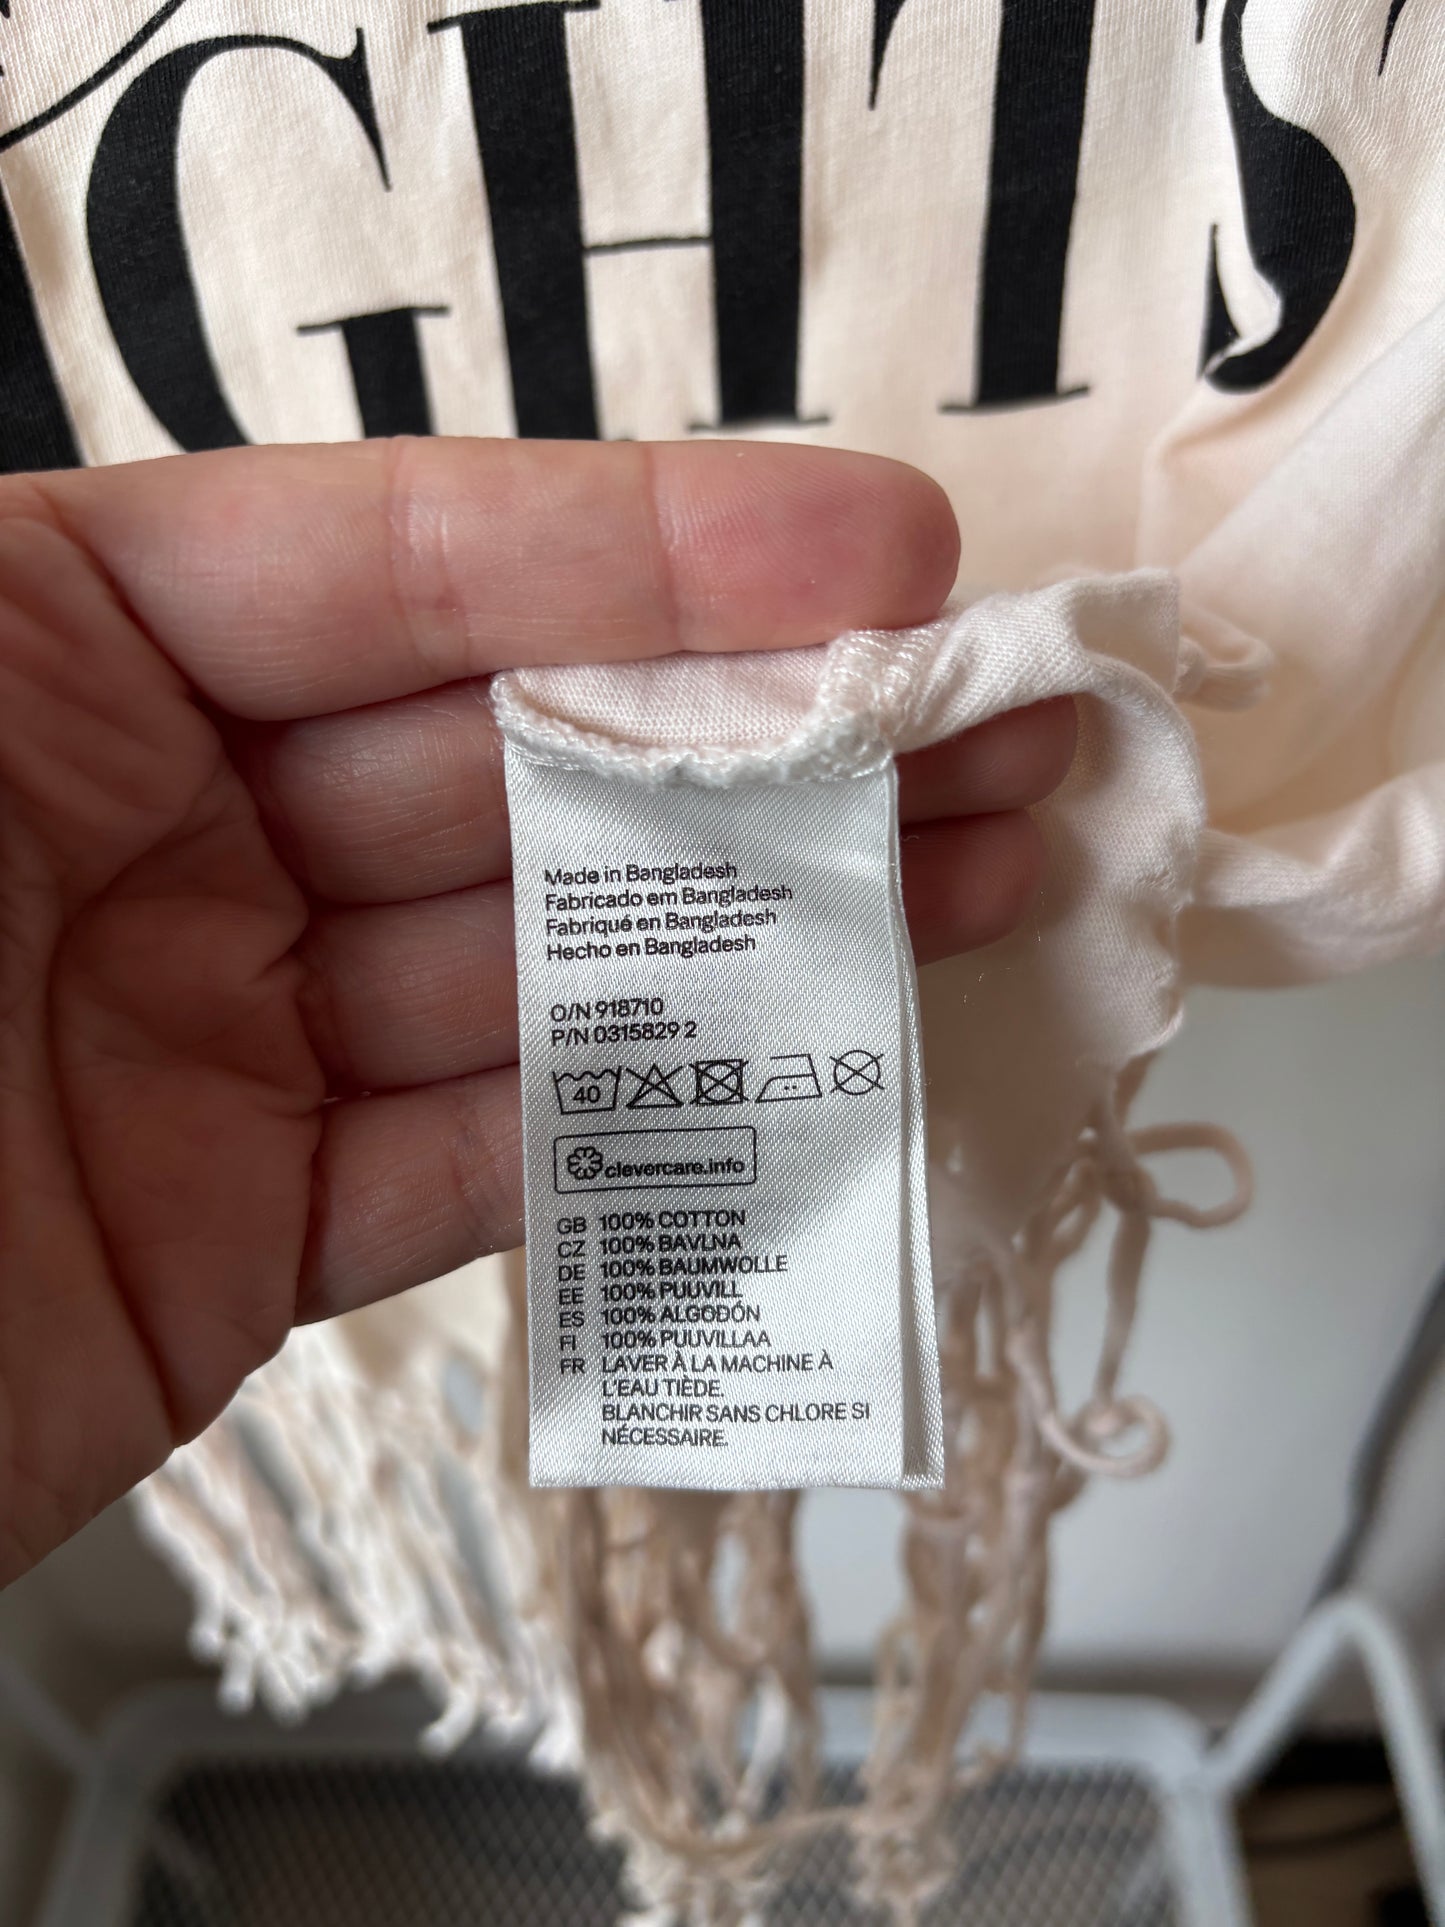 GHTS
Made in Bangladesh
Fabricado em Bangladesh
Fabriqué en Bangladesh
Hecho en Bangladesh
O/N 918710
P/N 0315829 2
40
clevercare.info
GB 100% COTTON
CZ 100% BAVLNA
DE 100% BAUMWOLLE
EE 100% PUUVILL
ES 100% ALGODÓN
FI 100% PUUVILLAA
FR LAVER À LA MACHINE À
L'EAU TIÈDE.
BLANCHIR SANS CHLORE SI
NÉCESSAIRE.